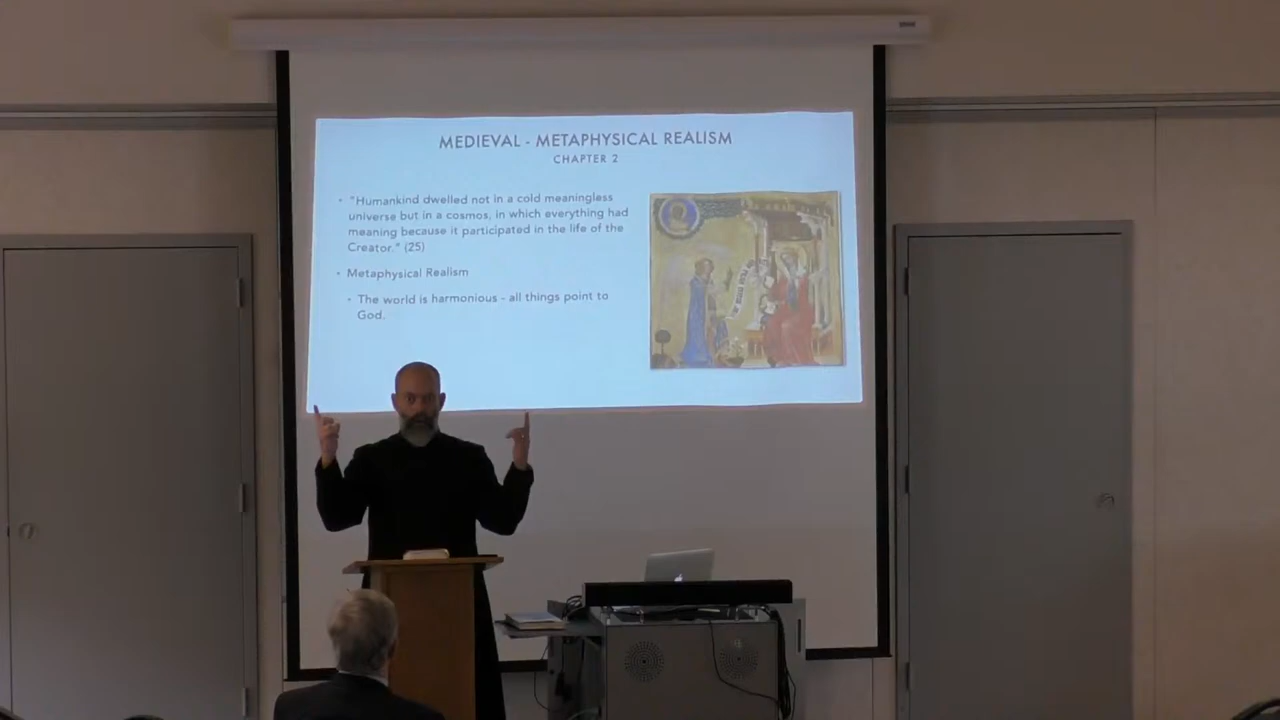 MEDIEVAL - METAPHYSICAL REALISM
CHAPTER 2
• "Humankind dwelled not in a cold meaningless
universe but in a cosmos, in which everything had
meaning because it participated in the life of the
Creator." (25)
• Metaphysical Realism
• The world is harmonious - all things point to
God.